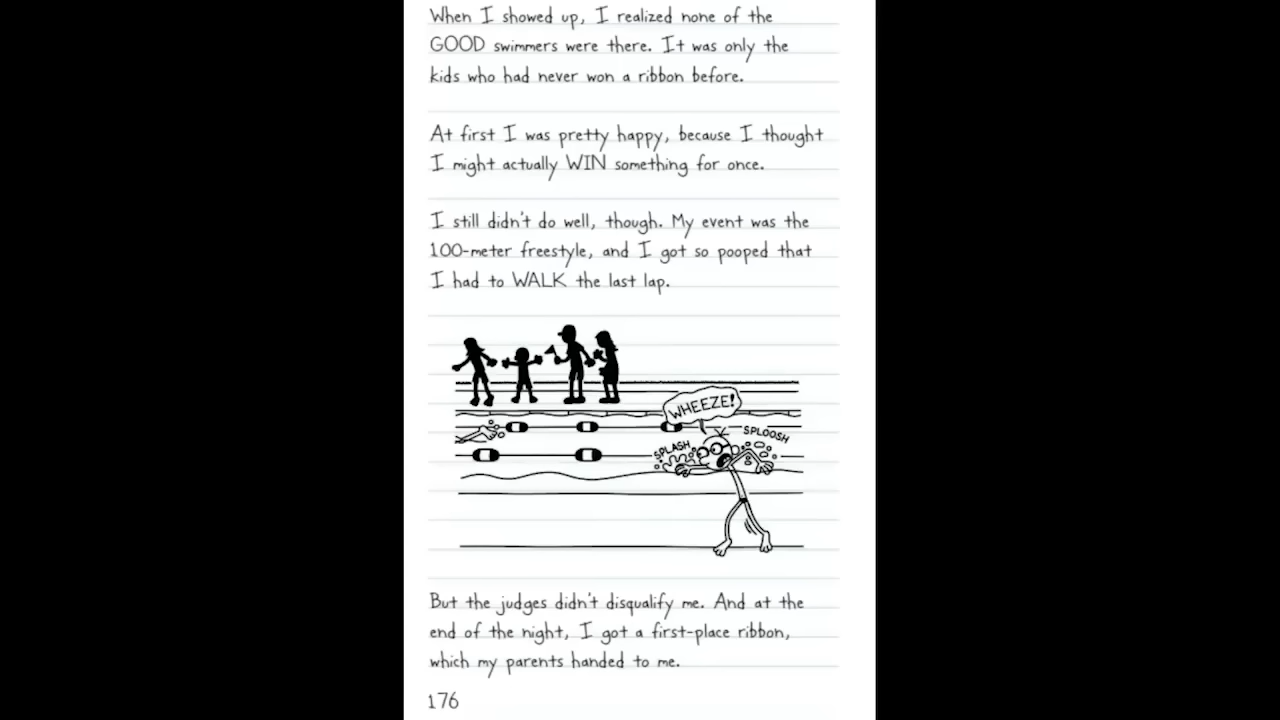 When I showed up, I realized none of the
GOOD swimmers were there. It was only the
kids who had never won a ribbon before.
At first I was pretty happy, because I thought
I might actually WIN something for once.
I still didn't do well, though. My event was the
100-meter freestyle, and I got so pooped that
I had to WALK the last lap.
WHEEZE!
SPLASH
SPLOOSH
But the judges didn't disqualify me. And at the
end of the night, I got a first-place ribbon,
which my parents handed to me.
176